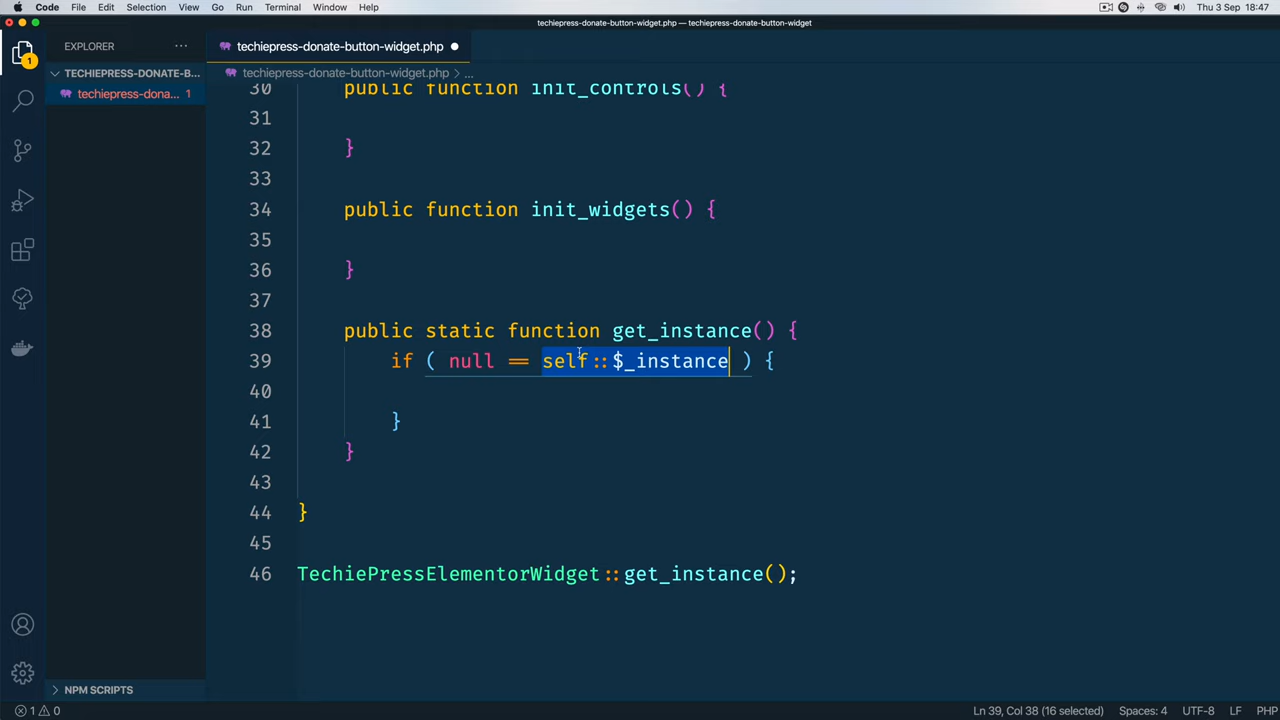 Code File Edit Selection View Go Run Terminal Window Help Thu 3 Sep 18:47
techiepress-donate-button-widget.php — techiepress-donate-button-widget
EXPLORER ···
techiepress-donate-button-widget.php
TECHIEPRESS-DONATE-B...
techiepress-dona... 1
techiepress-donate-button-widget.php > ...
1
30 public function init_controls() {
31
32 }
33
34 public function init_widgets() {
35
36 }
37
38 public static function get_instance() {
39 if ( null == self::$_instance ) {
40
41 }
42 }
43
44 }
45
46 TechiePressElementorWidget::get_instance();
NPM SCRIPTS
1 0 Ln 39, Col 38 (16 selected) Spaces: 4 UTF-8 LF PHP